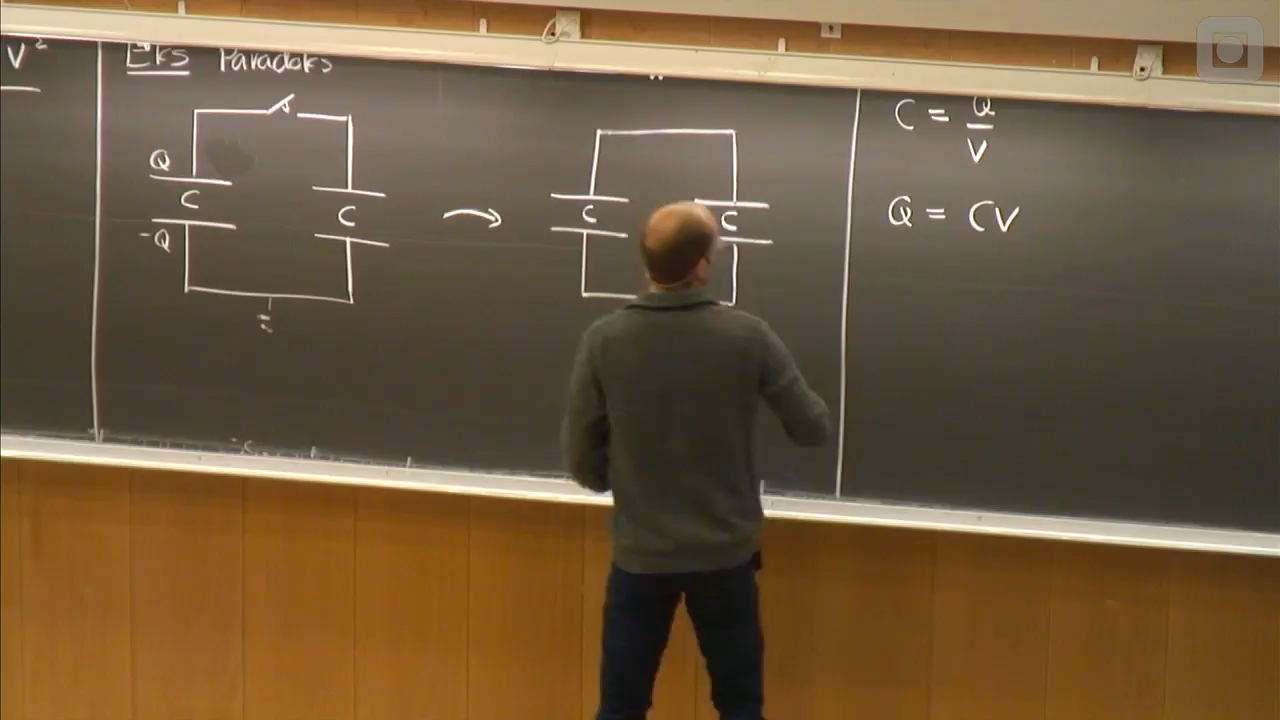 V²
Eks Paradoks
Q
C
-Q
C
C
C
C = Q/V
Q = CV